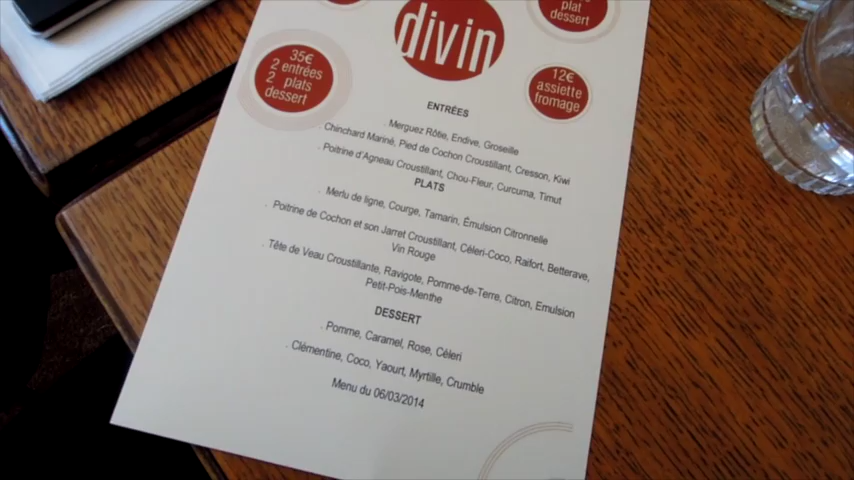 divin
plat
dessert
35€
2 entrées
2 plats
dessert
12€
assiette
fromage
ENTRÉES
. Merguez Rôtie, Endive, Groseille
Chinchard Mariné, Pied de Cochon Croustillant, Cresson, Kiwi
. Poitrine d'Agneau Croustillant, Chou-Fleur, Curcuma, Timut
PLATS
. Merlu de ligne, Courge, Tamarin, Émulsion Citronnelle
. Poitrine de Cochon et son Jarret Croustillant, Céleri-Coco, Raifort, Betterave,
Vin Rouge
. Tête de Veau Croustillante, Ravigote, Pomme-de-Terre, Citron, Emulsion
Petit-Pois-Menthe
DESSERT
. Pomme, Caramel, Rose, Céleri
. Clémentine, Coco, Yaourt, Myrtille, Crumble
Menu du 06/03/2014